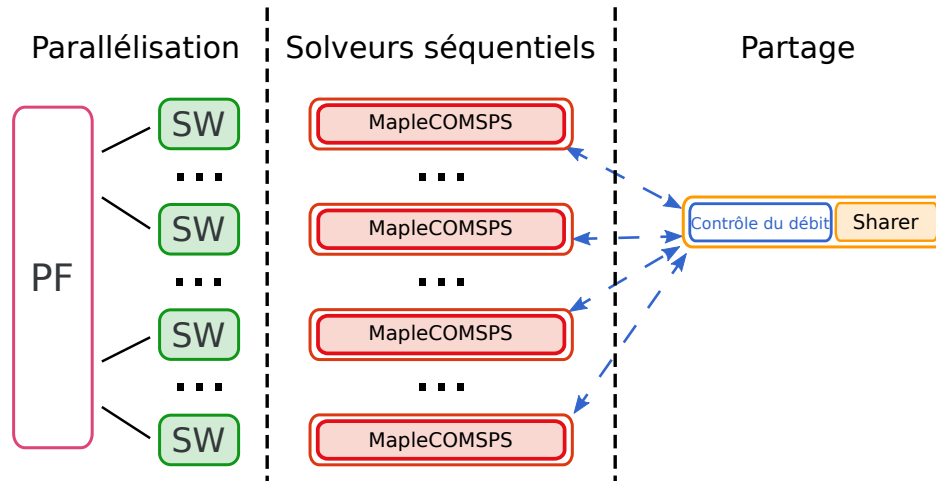 Parallélisation
Solveurs séquentiels
Partage
PF
SW
SW
SW
SW
MapleCOMSPS
MapleCOMSPS
MapleCOMSPS
MapleCOMSPS
Contrôle du débit
Sharer